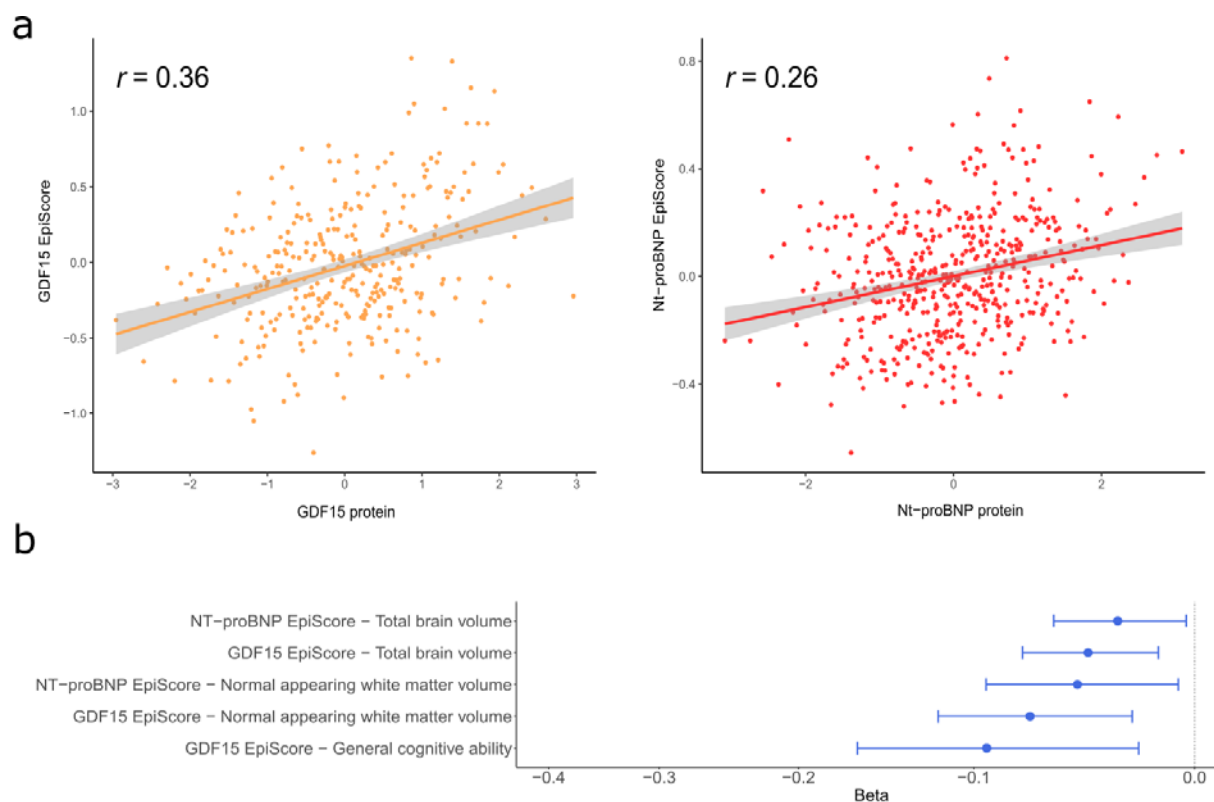 a
r = 0.36
GDF15 EpiScore
1.0
0.5
0.0
−0.5
−1.0
−3
−2
−1
0
1
2
3
GDF15 protein
r = 0.26
Nt−proBNP EpiScore
0.8
0.4
0.0
−0.4
−2
0
2
Nt−proBNP protein
b
NT−proBNP EpiScore − Total brain volume
GDF15 EpiScore − Total brain volume
NT−proBNP EpiScore − Normal appearing white matter volume
GDF15 EpiScore − Normal appearing white matter volume
GDF15 EpiScore − General cognitive ability
−0.4
−0.3
−0.2
−0.1
0.0
Beta